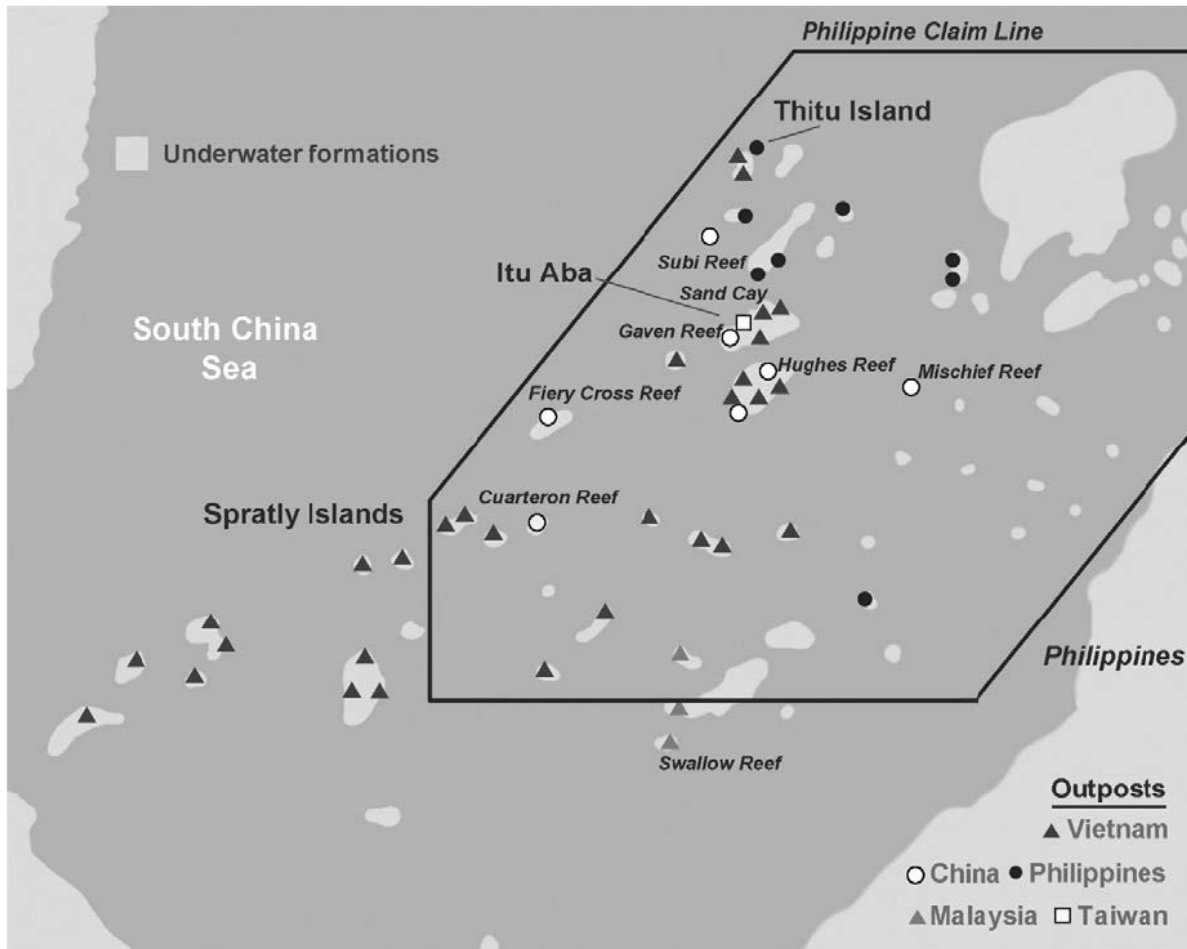 Philippine Claim Line
Thitu Island
Underwater formations
Subi Reef
Itu Aba
Sand Cay
South China
Sea
Gaven Reef
Hughes Reef
Mischief Reef
Fiery Cross Reef
Cuarteron Reef
Spratly Islands
Philippines
Swallow Reef
Outposts
Vietnam
China
Philippines
Malaysia
Taiwan